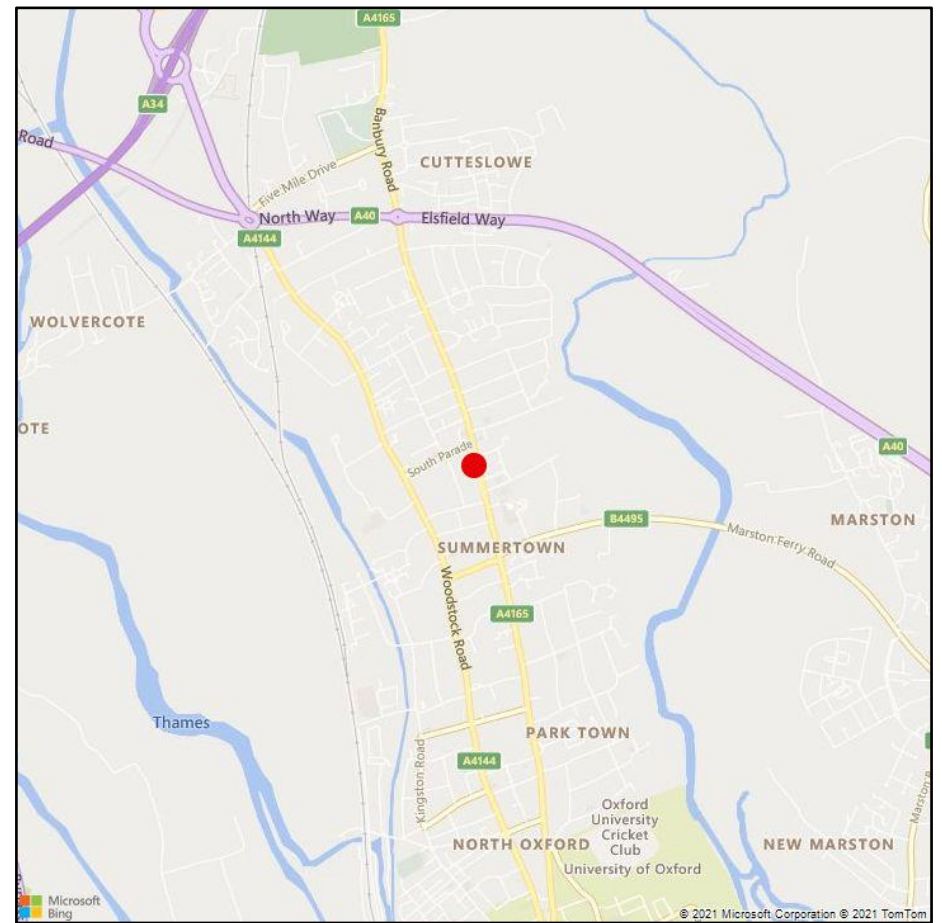 A4165
A34
Road
Banbury Road
CUTTESLOWE
Five Mile Drive
North Way
A40
Elsfield Way
A4144
WOLVERCOTE
OTE
South Parade
A40
MARSTON
B4495
Marston Ferry Road
SUMMERTOWN
Woodstock Road
A4165
Thames
PARK TOWN
Kingston Road
A4144
Oxford
University
Cricket
Club
NORTH OXFORD
University of Oxford
NEW MARSTON
Microsoft
Bing
© 2021 Microsoft Corporation © 2021 TomTom